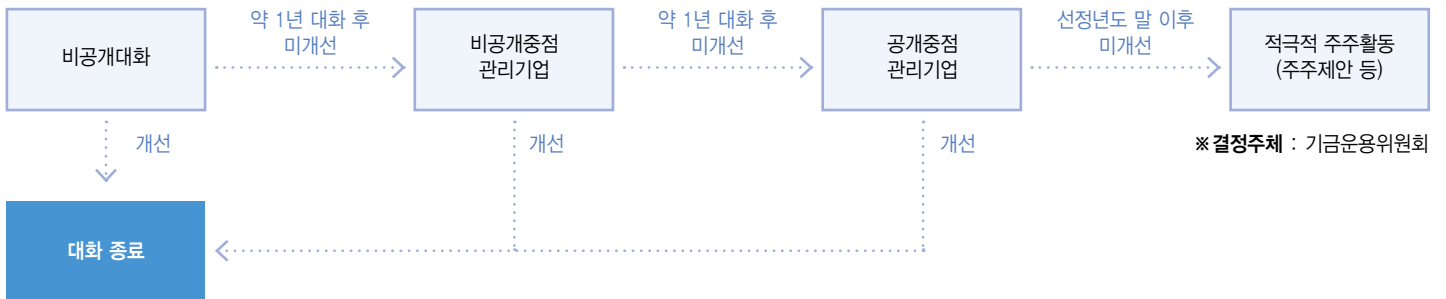 비공개대화
약 1년 대화 후
미개선
비공개중점
관리기업
약 1년 대화 후
미개선
공개중점
관리기업
선정년도 말 이후
미개선
적극적 주주활동
(주주제안 등)
개선
개선
개선
※결정주체 : 기금운용위원회
대화 종료